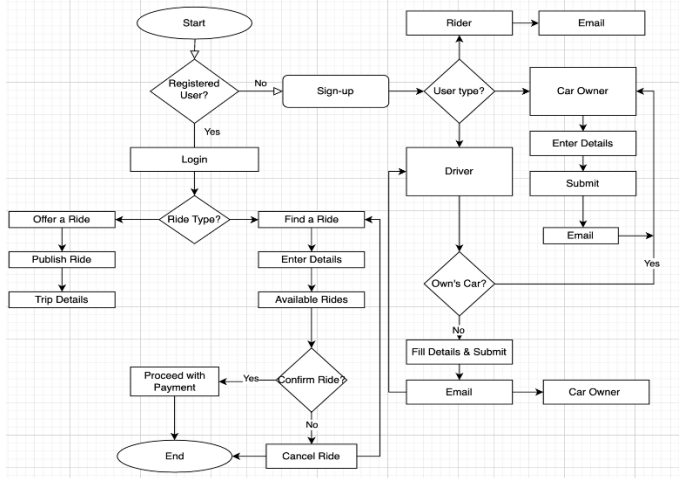 Start
Rider
Email
Registered
User?
No
Sign-up
User type?
Car Owner
Yes
Enter Details
Login
Driver
Submit
Offer a Ride
Ride Type?
Find a Ride
Email
Publish Ride
Enter Details
Yes
Own's Car?
Trip Details
Available Rides
No
Fill Details & Submit
Proceed with
Payment
Yes
Confirm Ride?
Email
Car Owner
No
End
Cancel Ride